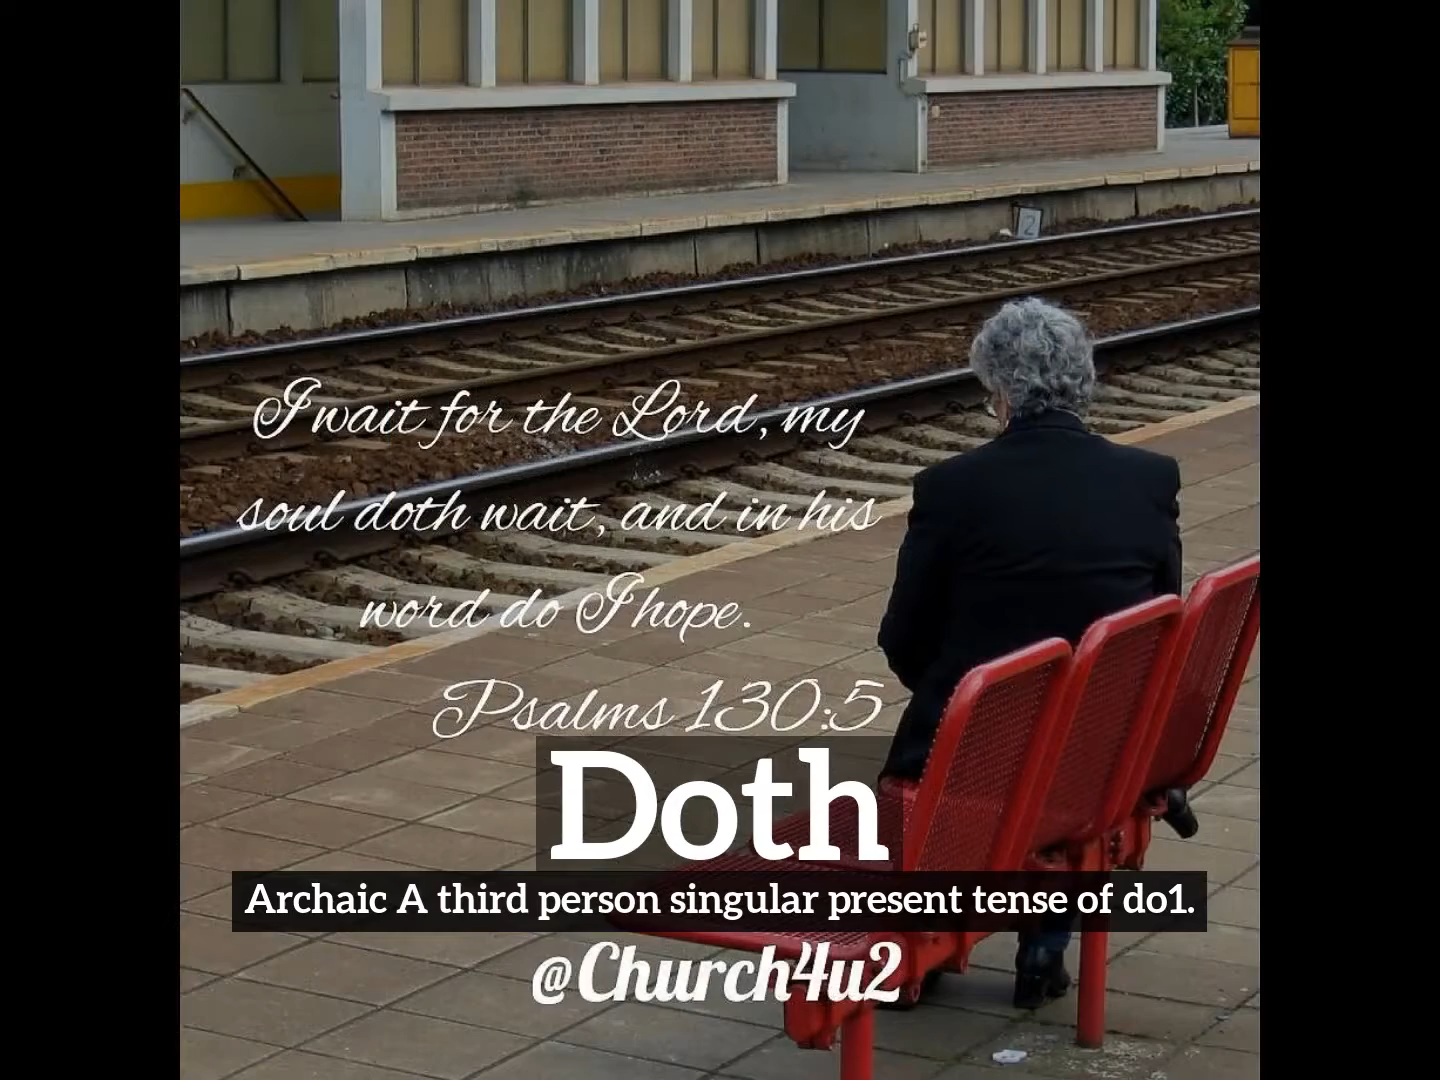 2
I wait for the Lord, my
soul doth wait, and in his
word do I hope.
Psalms 130:5
Doth
Archaic A third person singular present tense of do1.
@Church4u2